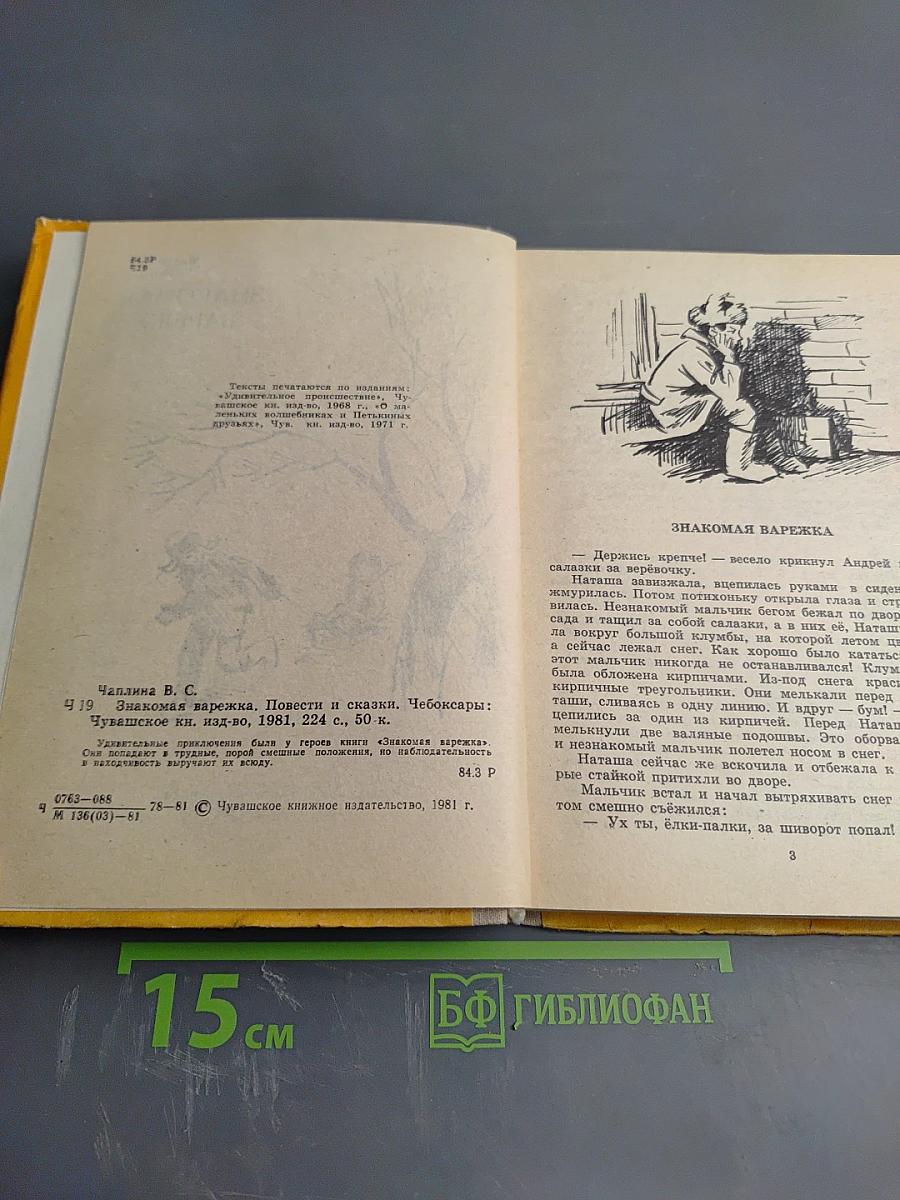 84.3Р
Ч19
Тексты печатаются по изданиям:
«Удивительное происшествие», Чу-
вашское кн. изд-во, 1968 г., «О ма-
леньких волшебниках и Петькиных
друзьях», Чув. кн. изд-во, 1971 г.
Чаплина В. С.
Ч 19 Знакомая варежка. Повести и сказки. Чебоксары:
Чувашское кн. изд-во, 1981, 224 с., 50 к.
Удивительные приключения были у героев книги «Знакомая варежка».
Они попадают в трудные, порой смешные положения, но наблюдательность
и находчивость выручают их всюду.
84.3 Р
Ч 0763—088 78—81 © Чувашское книжное издательство, 1981 г.
М 136(03)—81
ЗНАКОМАЯ ВАРЕЖКА
— Держись крепче! — весело крикнул Андрей
салазки за верёвочку.
Наташа завизжала, вцепилась руками в сиден
жмурилась. Потом потихоньку открыла глаза и
вилась. Незнакомый мальчик бегом бежал по двор
сада и тащил за собой салазки, а в них её, Наташ
ла вокруг большой клумбы, на которой летом цв
а сейчас лежал снег. Как хорошо было кататьс
этот мальчик никогда не останавливался! Клум
была обложена кирпичами. Из-под снега краси
кирпичные треугольники. Они мелькали перед
таши, сливаясь в одну линию. И вдруг — бум! —
цепились за один из кирпичей. Перед Наташ
мелькнули две валяные подошвы. Это оборва
и незнакомый мальчик полетел носом в снег.
Наташа сейчас же вскочила и отбежала к
рые стайкой притихли во дворе.
Мальчик встал и начал вытряхивать снег
том смешно съёжился:
— Ух ты, ёлки-палки, за шиворот попал!
3
15 см
БФ ГИБЛИОФАН